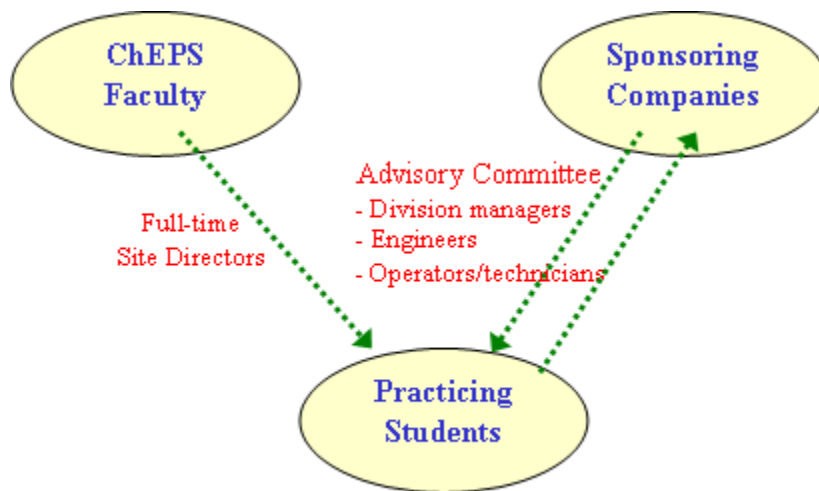 ChEPS
Faculty
Sponsoring
Companies
Advisory Committee
- Division managers
- Engineers
- Operators/technicians
Full-time
Site Directors
Practicing
Students